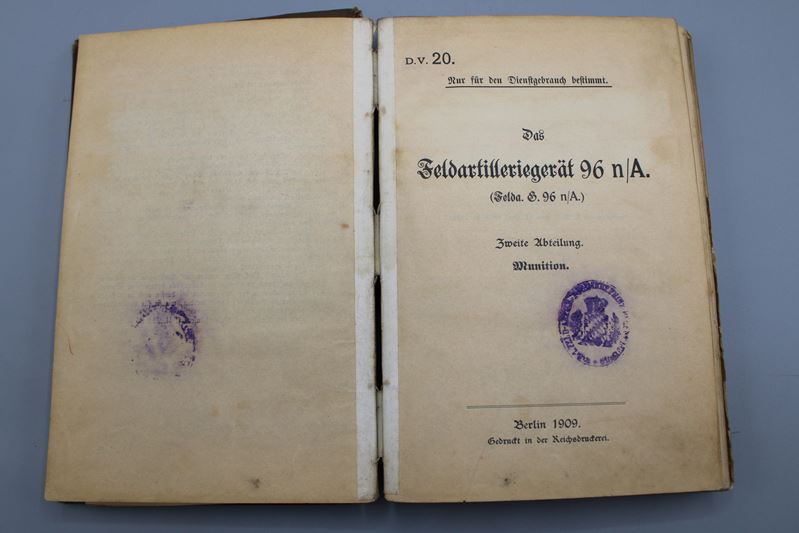 D.V. 20.
Nur für den Dienstgebrauch bestimmt.
Das
Feldartilleriegerät 96 n/A.
(Felda. G. 96 n/A.)
Zweite Abteilung.
Munition.
Berlin 1909.
Gedruckt in der Reichsdruckerei.